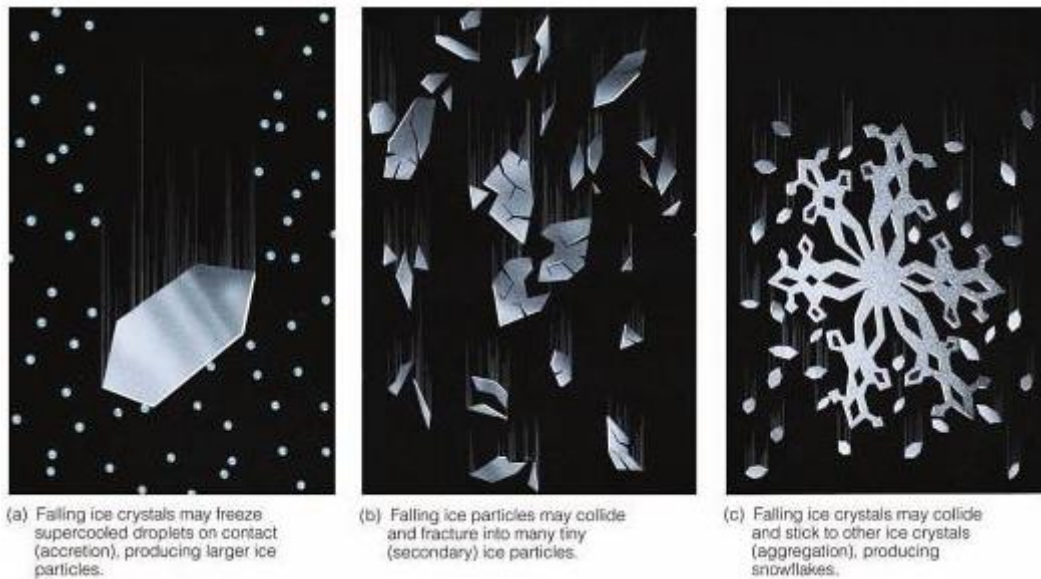 (a) Falling ice crystals may freeze
supercooled droplets on contact
(accretion), producing larger ice
particles.
(b) Falling ice particles may collide
and fracture into many tiny
(secondary) ice particles.
(c) Falling ice crystals may collide
and stick to other ice crystals
(aggregation), producing
snowflakes.